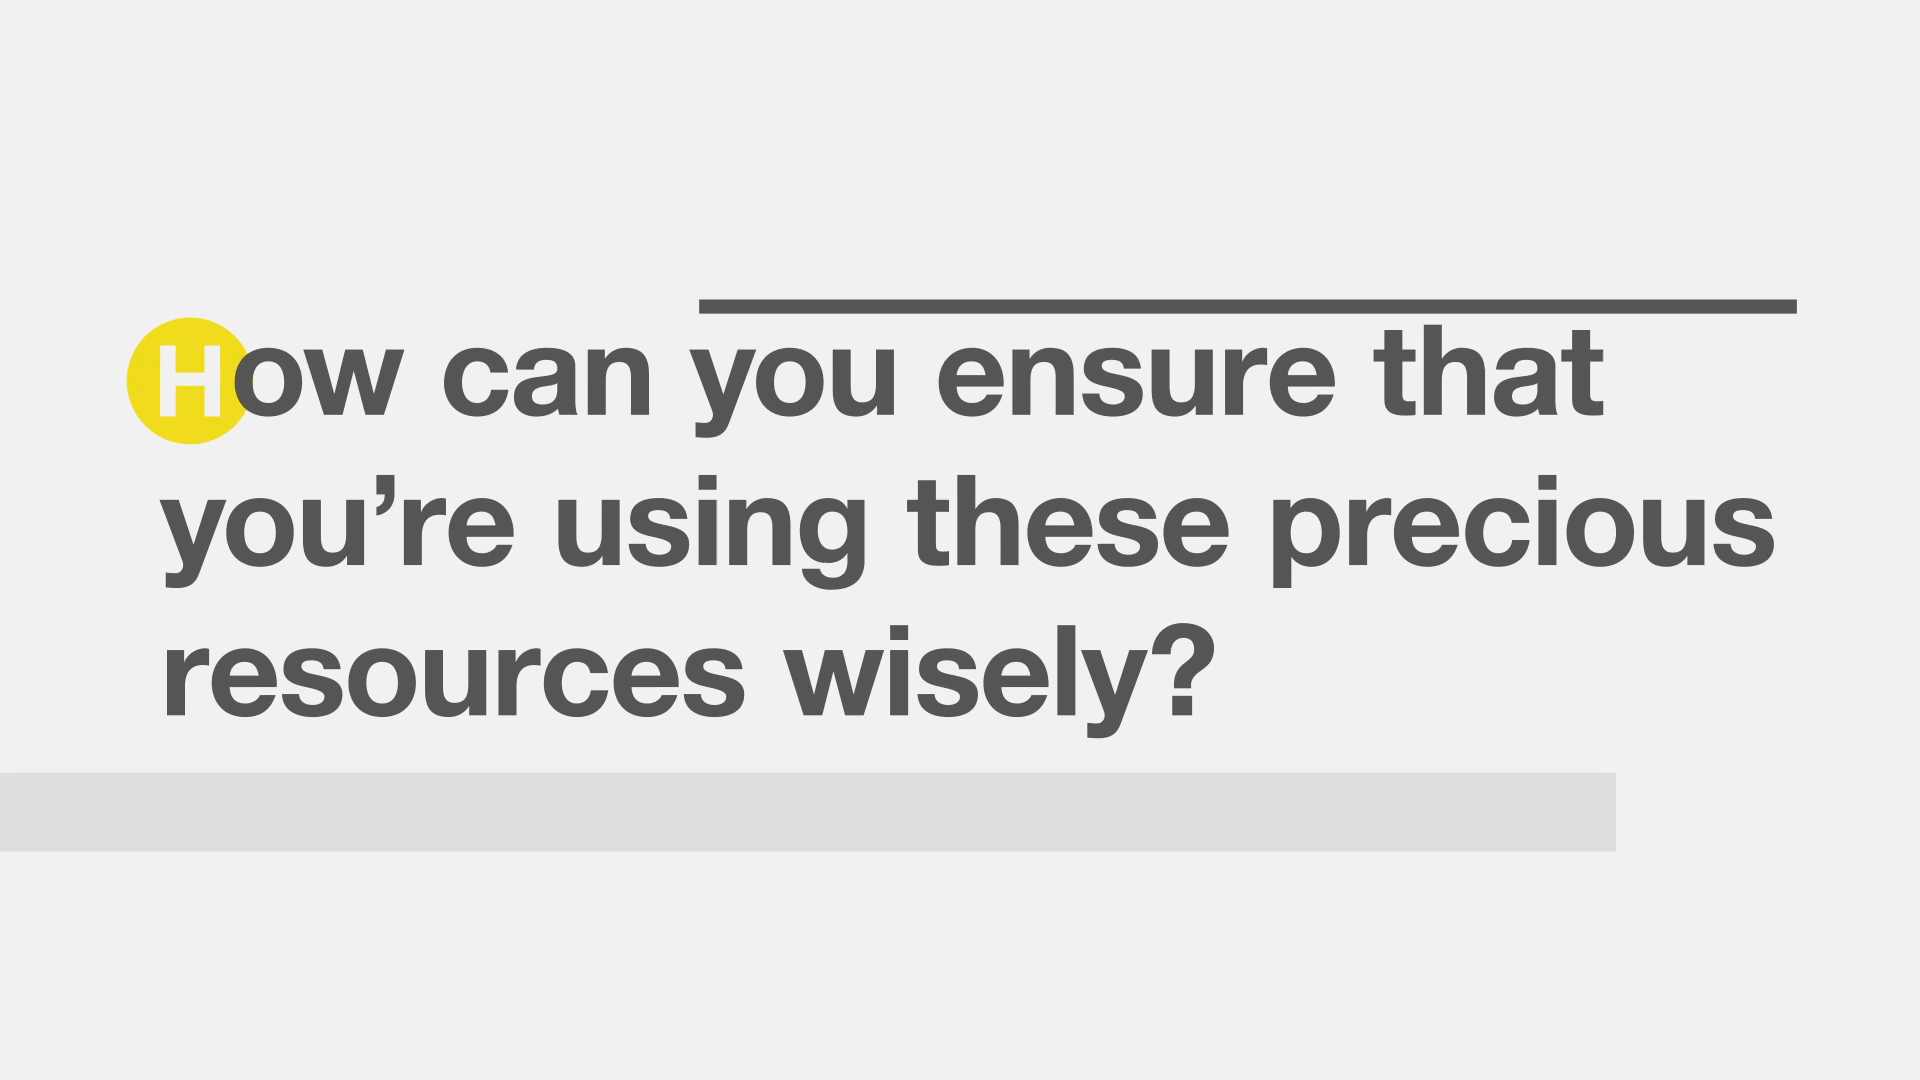 How can you ensure that
you’re using these precious
resources wisely?